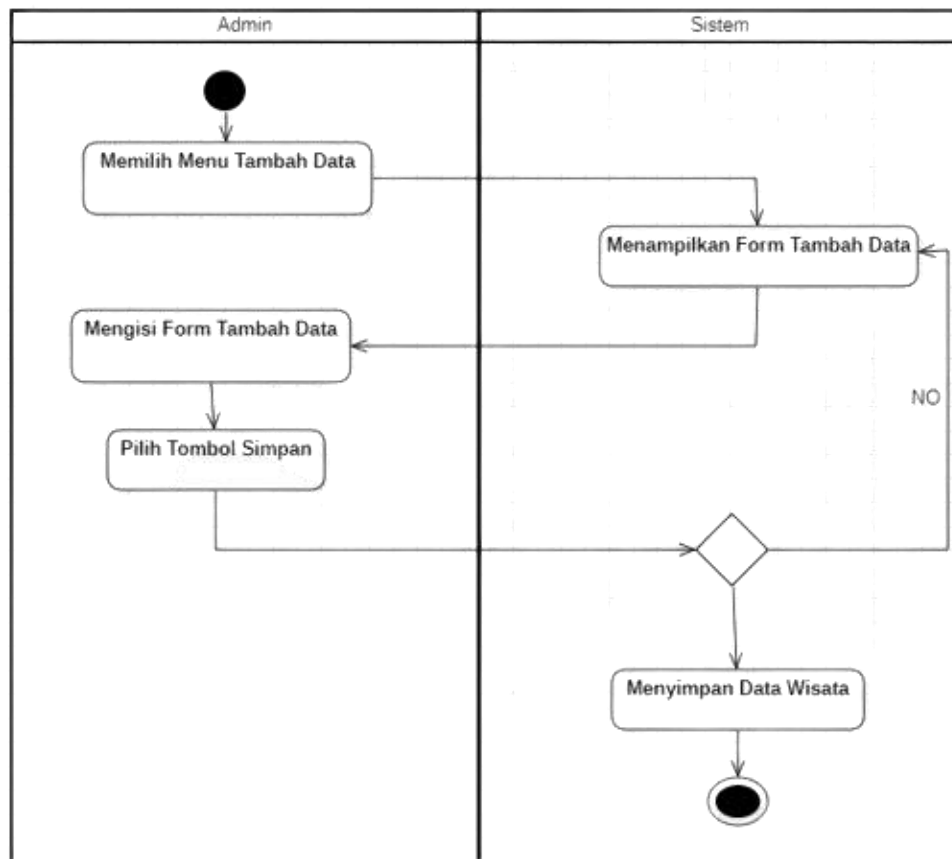 Admin
Sistem
Memilih Menu Tambah Data
Menampilkan Form Tambah Data
Mengisi Form Tambah Data
NO
Pilih Tombol Simpan
Menyimpan Data Wisata